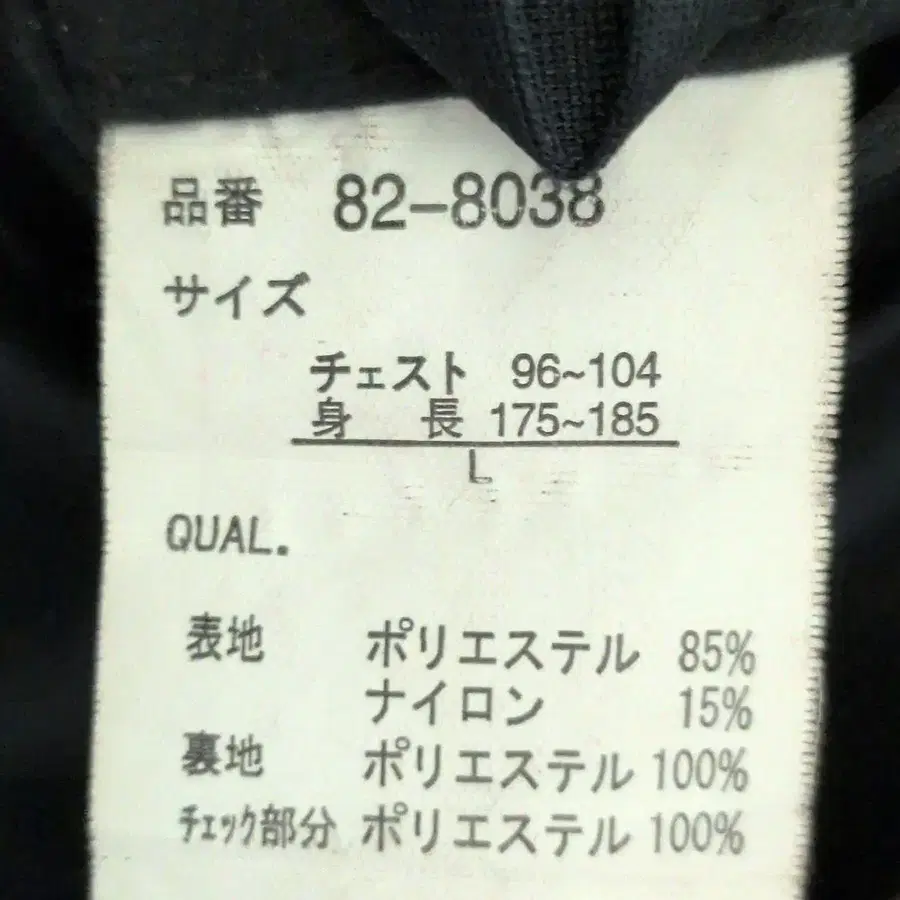 品番 82-8038
サイズ
チェスト 96~104
身 長 175~185
L
QUAL.
表地 ポリエステル 85%
ナイロン 15%
裏地 ポリエステル 100%
チェック部分 ポリエステル 100%